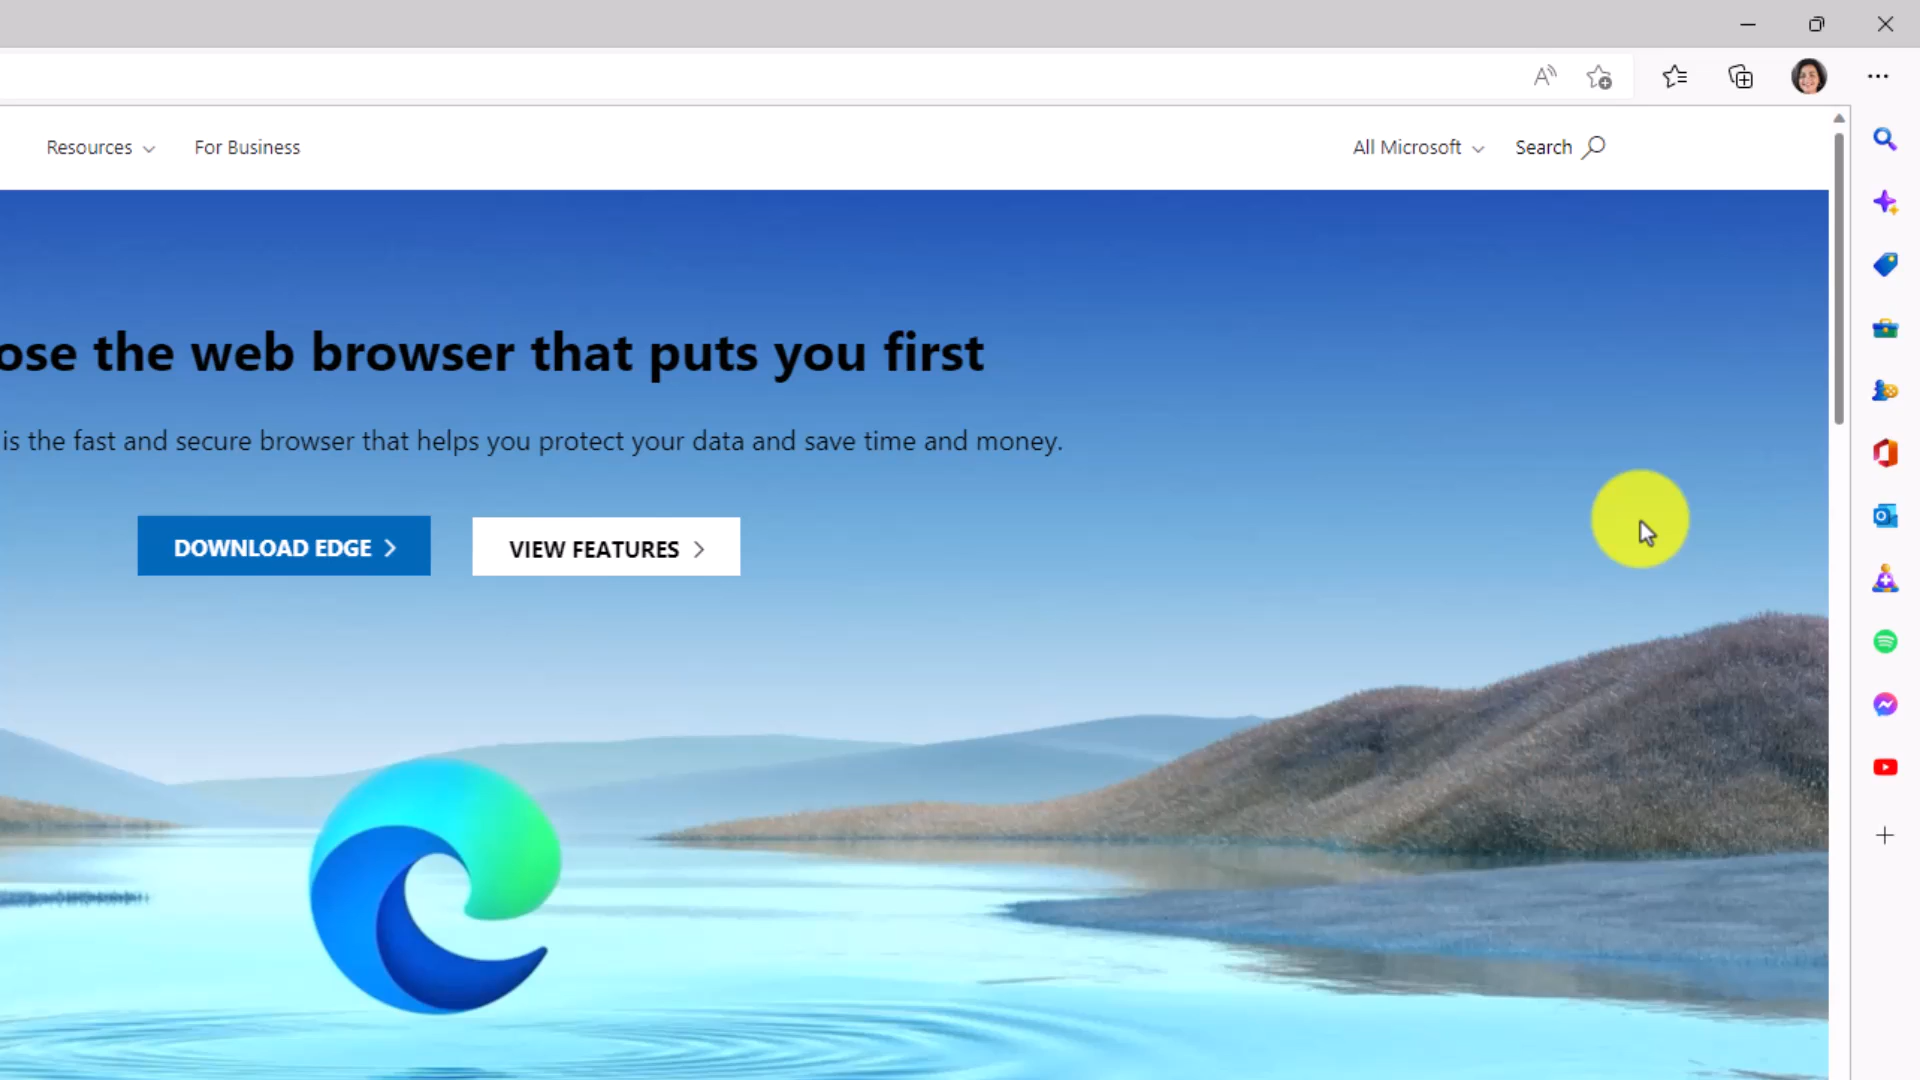 Resources
For Business
All Microsoft
Search
ose the web browser that puts you first
is the fast and secure browser that helps you protect your data and save time and money.
DOWNLOAD EDGE
VIEW FEATURES